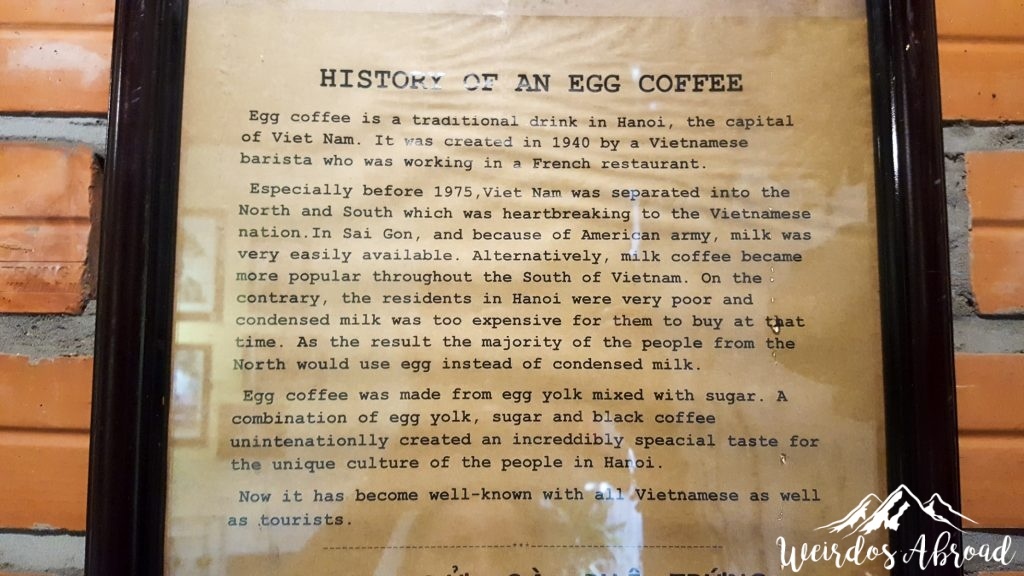 HISTORY OF AN EGG COFFEE
Egg coffee is a traditional drink in Hanoi, the capital
of Viet Nam. It was created in 1940 by a Vietnamese
barista who was working in a French restaurant.
Especially before 1975,Viet Nam was separated into the
North and South which was heartbreaking to the Vietnamese
nation.In Sai Gon, and because of American army, milk was
very easily available. Alternatively, milk coffee became
more popular throughout the South of Vietnam. On the
contrary, the residents in Hanoi were very poor and
condensed milk was too expensive for them to buy at that
time. As the result the majority of the people from the
North would use egg instead of condensed milk.
Egg coffee was made from egg yolk mixed with sugar. A
combination of egg yolk, sugar and black coffee
unintenationlly created an increddibly speacial taste for
the unique culture of the people in Hanoi.
Now it has become well-known with all Vietnamese as well
as tourists.
Weirdos Abroad